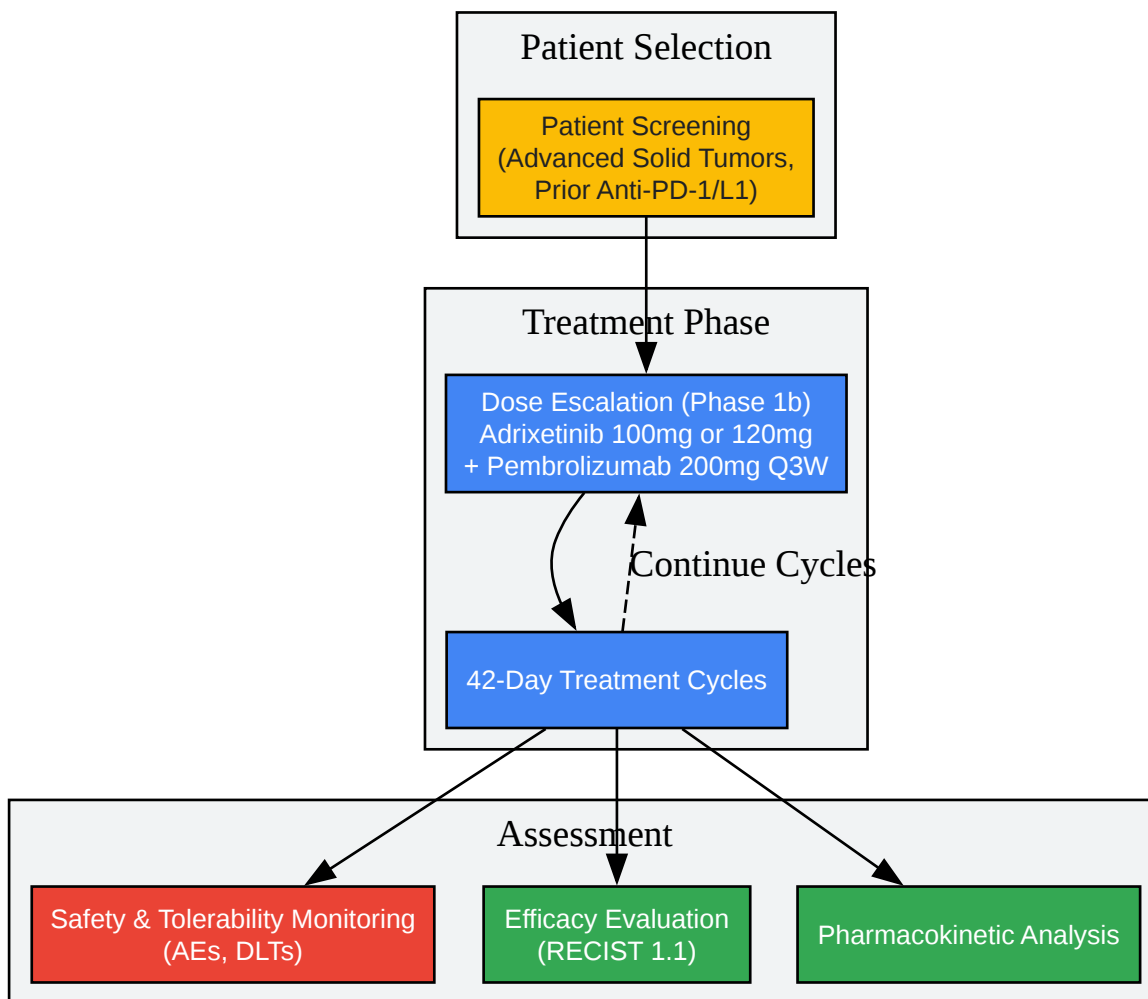 Patient Selection
Patient Screening
(Advanced Solid Tumors,
Prior Anti-PD-1/L1)
Treatment Phase
Dose Escalation (Phase 1b)
Adrixetinib 100mg or 120mg
+ Pembrolizumab 200mg Q3W
Continue Cycles
42-Day Treatment Cycles
Assessment
Safety & Tolerability Monitoring
(AEs, DLTs)
Efficacy Evaluation
(RECIST 1.1)
Pharmacokinetic Analysis